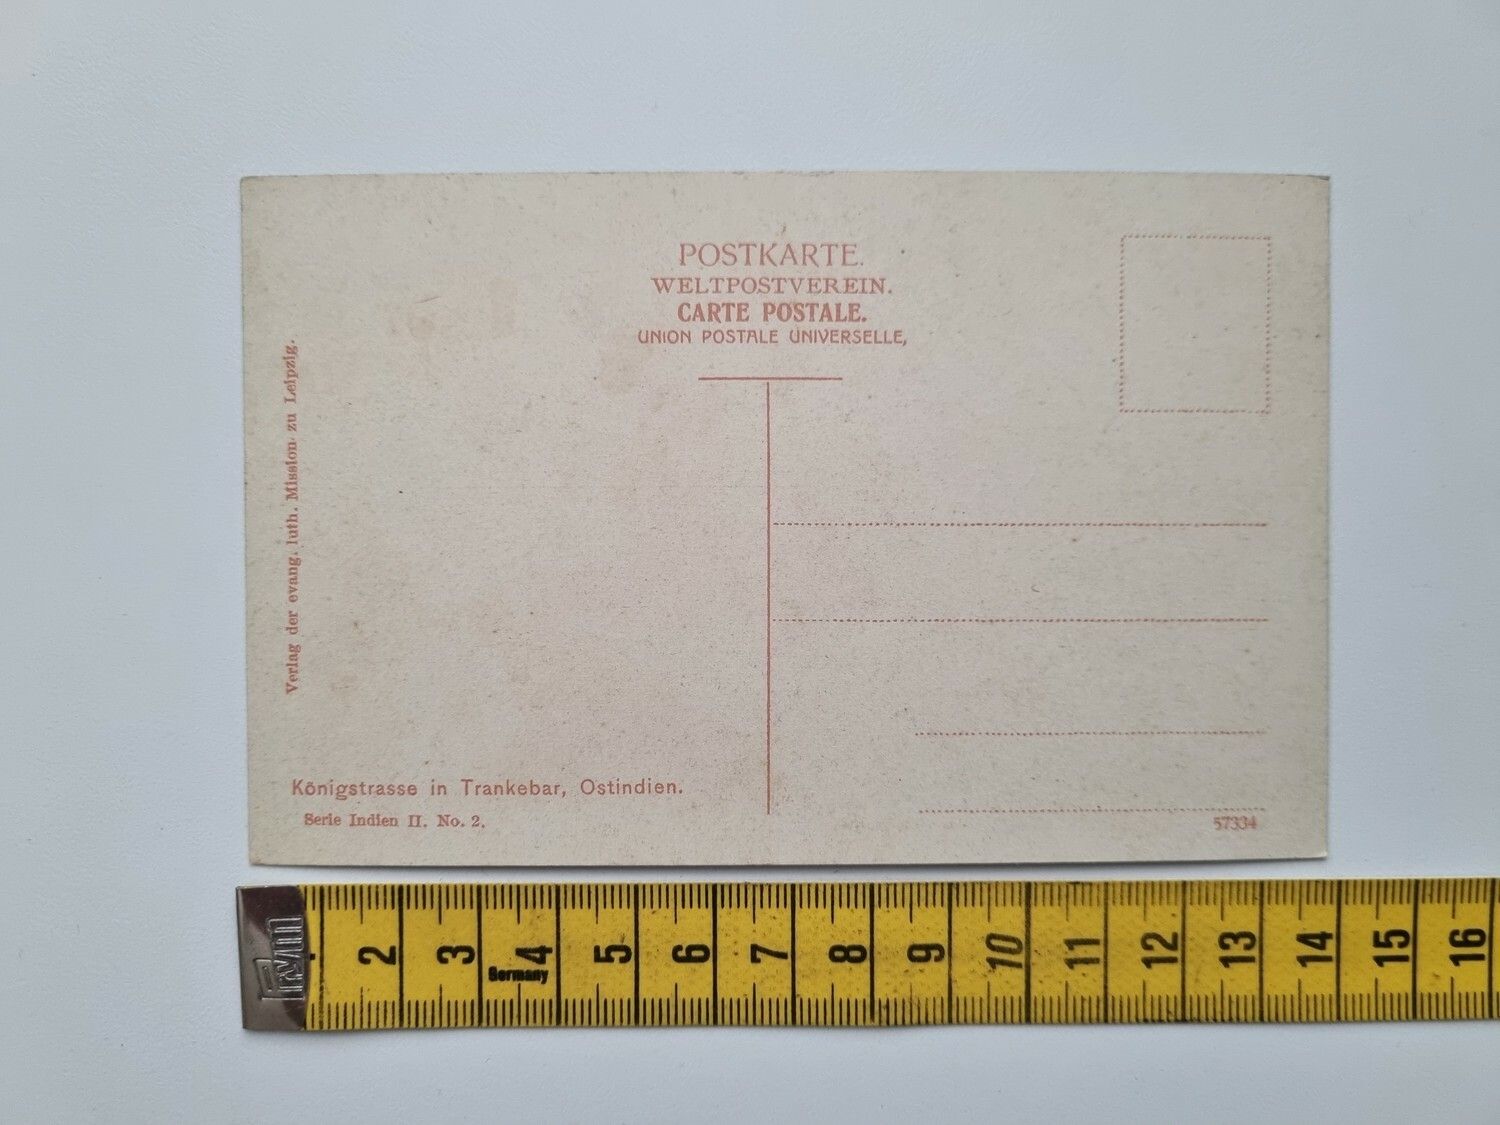 POSTKARTE.
WELTPOSTVEREIN.
CARTE POSTALE.
UNION POSTALE UNIVERSELLE,
Verlag der evang. luth. Mission zu Leipzig.
Königstrasse in Trankebar, Ostindien.
Serie Indien II. No. 2.
57334
Prym
2 3 4 5 6 7 8 9 10 11 12 13 14 15 16
Germany